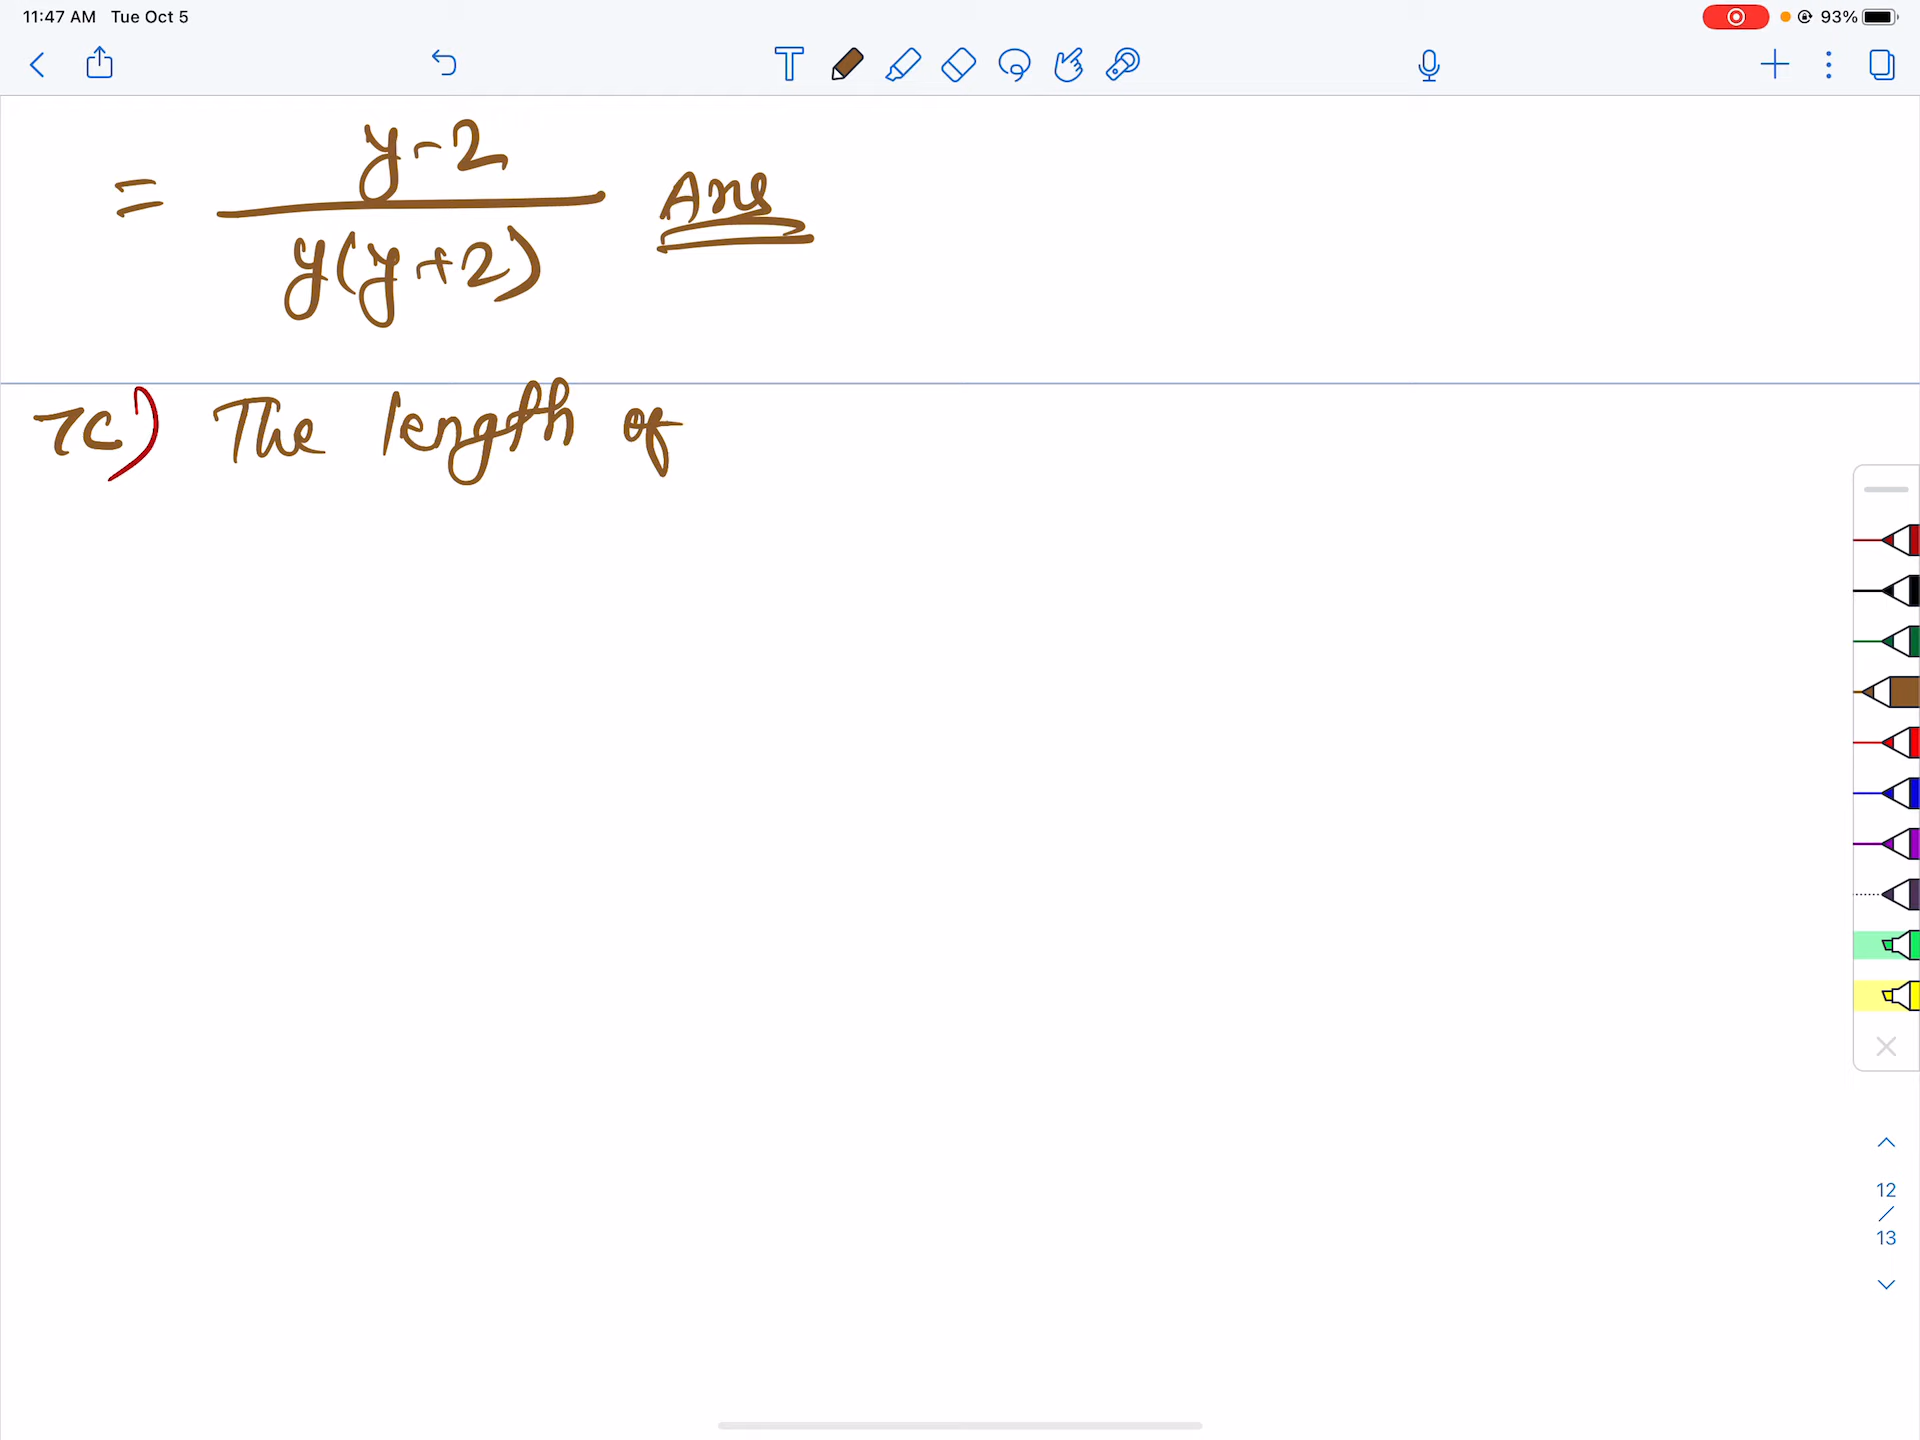 11:47 AM Tue Oct 5
93%
T
y-2
= ───── Ans
y(y+2)
7c) The length of
12
/
13